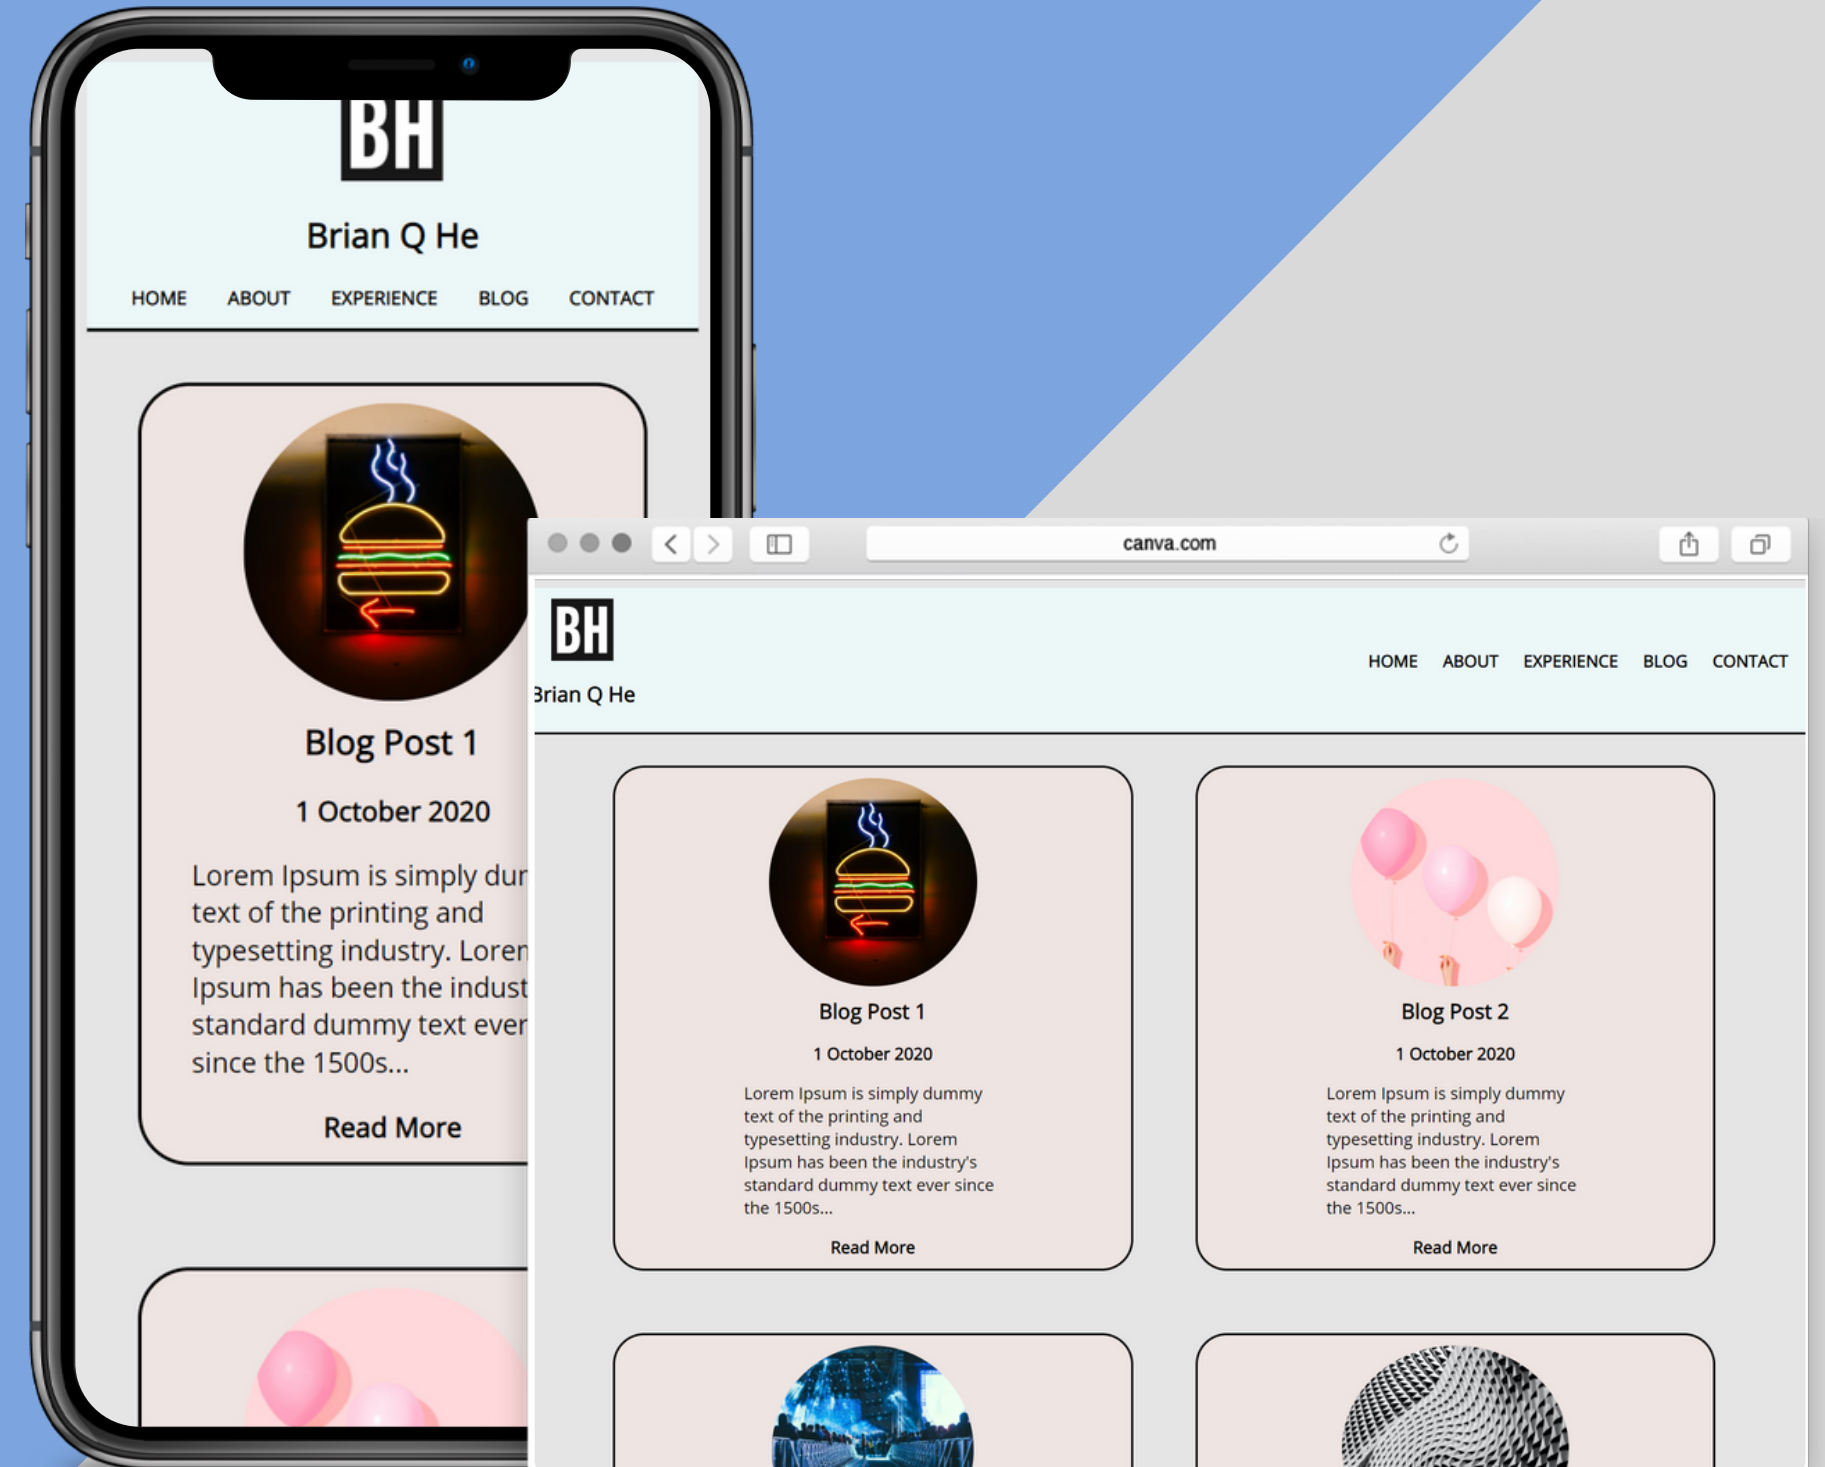 BH
Brian Q He
HOME ABOUT EXPERIENCE BLOG CONTACT
Blog Post 1
1 October 2020
Lorem Ipsum is simply
text of the printing and
typesetting industry.
Ipsum has been the
standard dummy text ever
since the 1500s...
Read More
canva.com
BH
Brian Q He
HOME ABOUT EXPERIENCE BLOG CONTACT
Blog Post 1
1 October 2020
Lorem Ipsum is simply dummy
text of the printing and
typesetting industry. Lorem
Ipsum has been the industry's
standard dummy text ever since
the 1500s...
Read More
Blog Post 2
1 October 2020
Lorem Ipsum is simply dummy
text of the printing and
typesetting industry. Lorem
Ipsum has been the industry's
standard dummy text ever since
the 1500s...
Read More